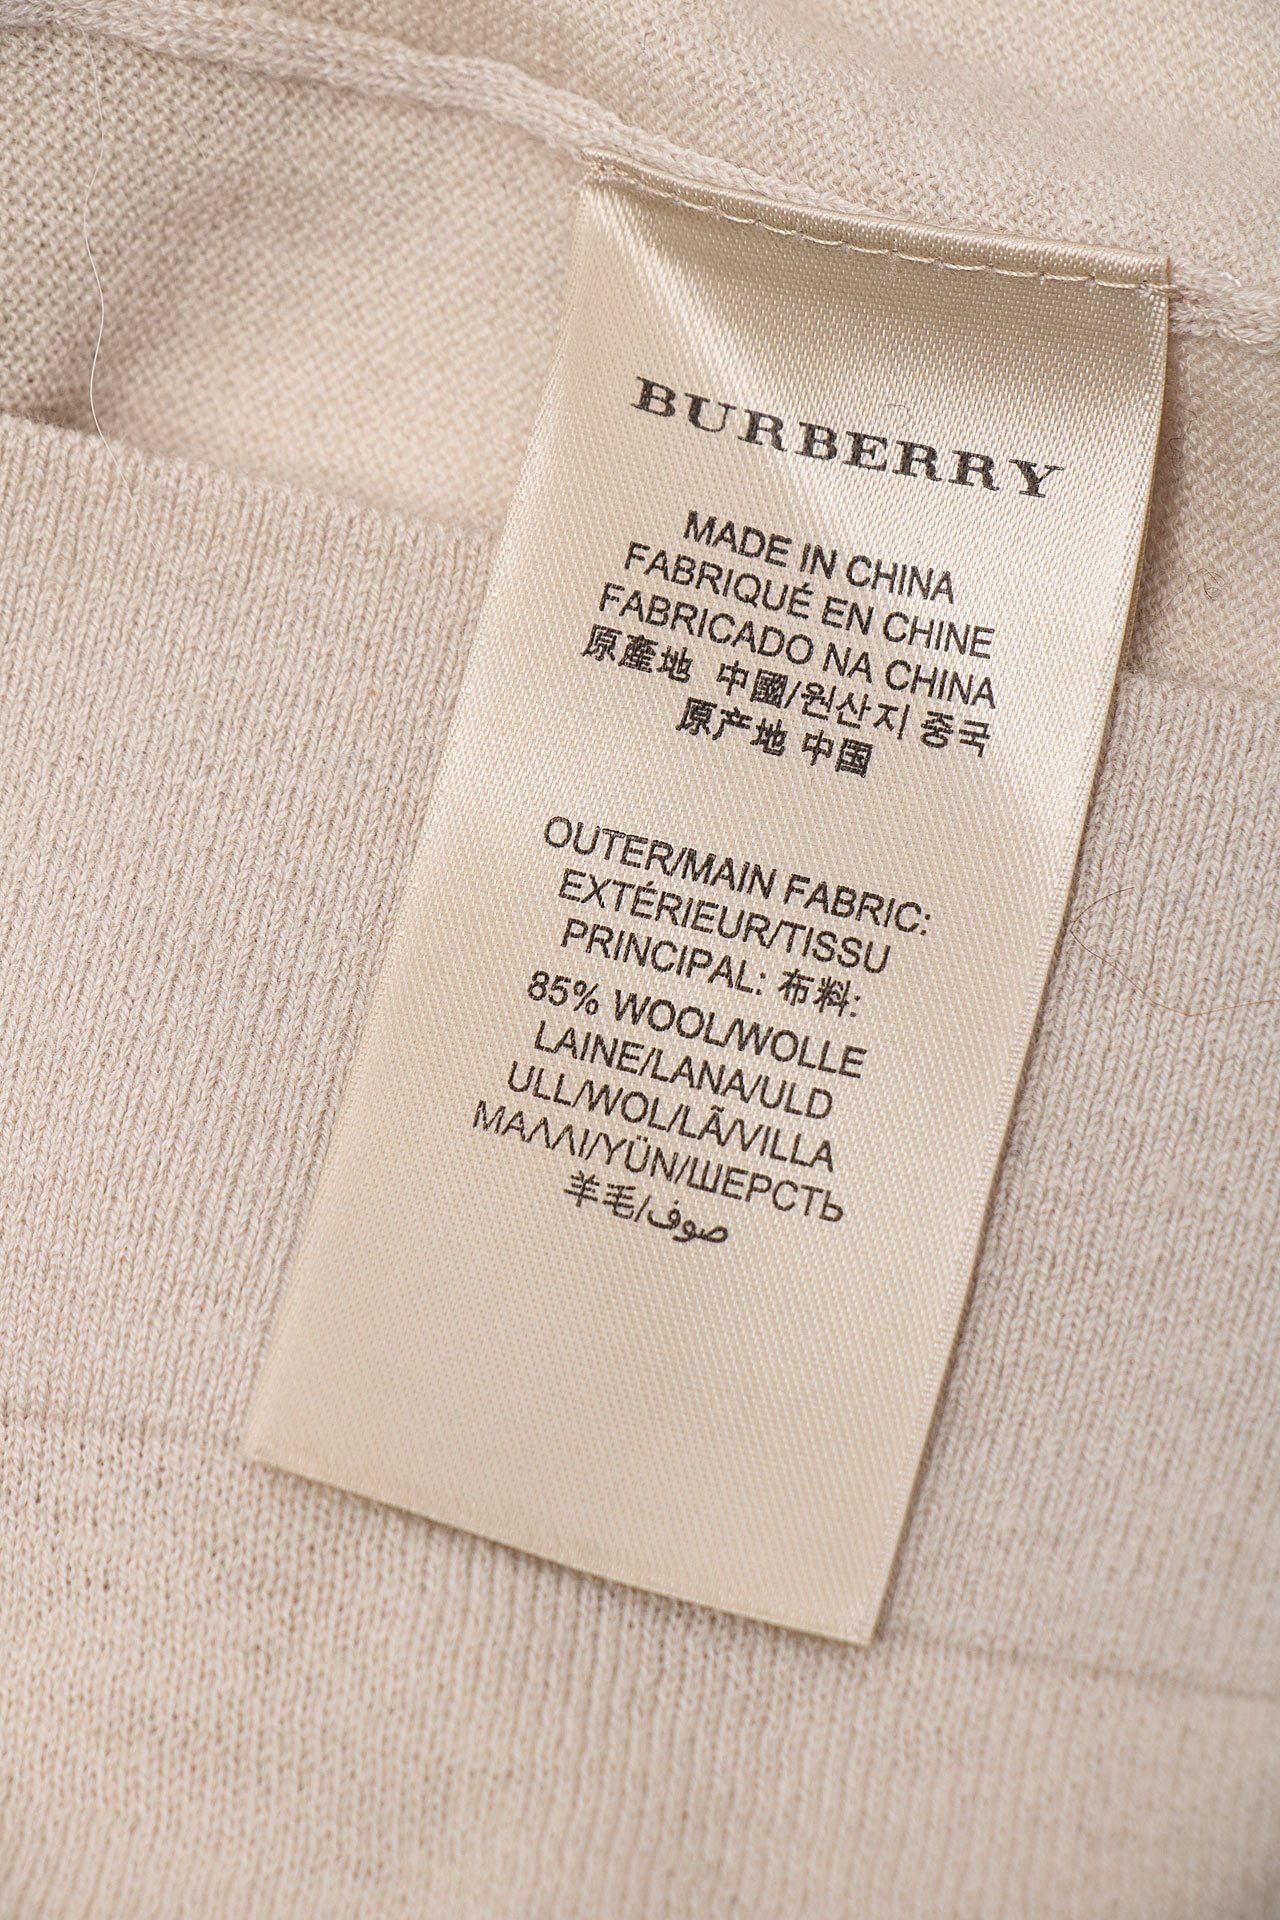 BURBERRY
MADE IN CHINA
FABRIQUÉ EN CHINE
FABRICADO NA CHINA
原產地 中國/원산지 중국
原产地 中国
OUTER/MAIN FABRIC:
EXTÉRIEUR/TISSU
PRINCIPAL: 布料:
85% WOOL/WOLLE
LAINE/LANA/ULD
ULL/WOL/LÃ/VILLA
ΜΑΛΛΙ/YÜN/ШЕРСТЬ
羊毛/صوف